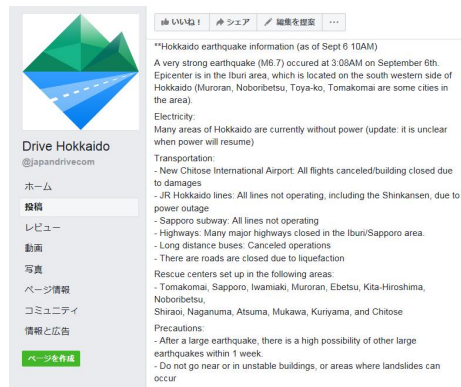 Drive Hokkaido
@japandrivecom
ホーム
投稿
レビュー
動画
写真
ページ情報
コミュニティ
情報と広告
ページを作成
いいね！ シェア 編集を提案 ···
**Hokkaido earthquake information (as of Sept 6 10AM)
A very strong earthquake (M6.7) occured at 3:08AM on September 6th.
Epicenter is in the Iburi area, which is located on the south western side of
Hokkaido (Muroran, Noboribetsu, Toya-ko, Tomakomai are some cities in
the area).
Electricity:
Many areas of Hokkaido are currently without power (update: it is unclear
when power will resume)
Transportation:
- New Chitose International Airport: All flights canceled/building closed due
to damages
- JR Hokkaido lines: All lines not operating, including the Shinkansen, due to
power outage
- Sapporo subway: All lines not operating
- Highways: Many major highways closed in the Iburi/Sapporo area.
- Long distance buses: Canceled operations
- There are roads are closed due to liquefaction
Rescue centers set up in the following areas:
- Tomakomai, Sapporo, Iwamiaki, Muroran, Ebetsu, Kita-Hiroshima,
Noboribetsu,
Shiraoi, Naganuma, Atsuma, Mukawa, Kuriyama, and Chitose
Precautions:
- After a large earthquake, there is a high possibility of other large
earthquakes within 1 week.
- Do not go near or in unstable buildings, or areas where landslides can
occur